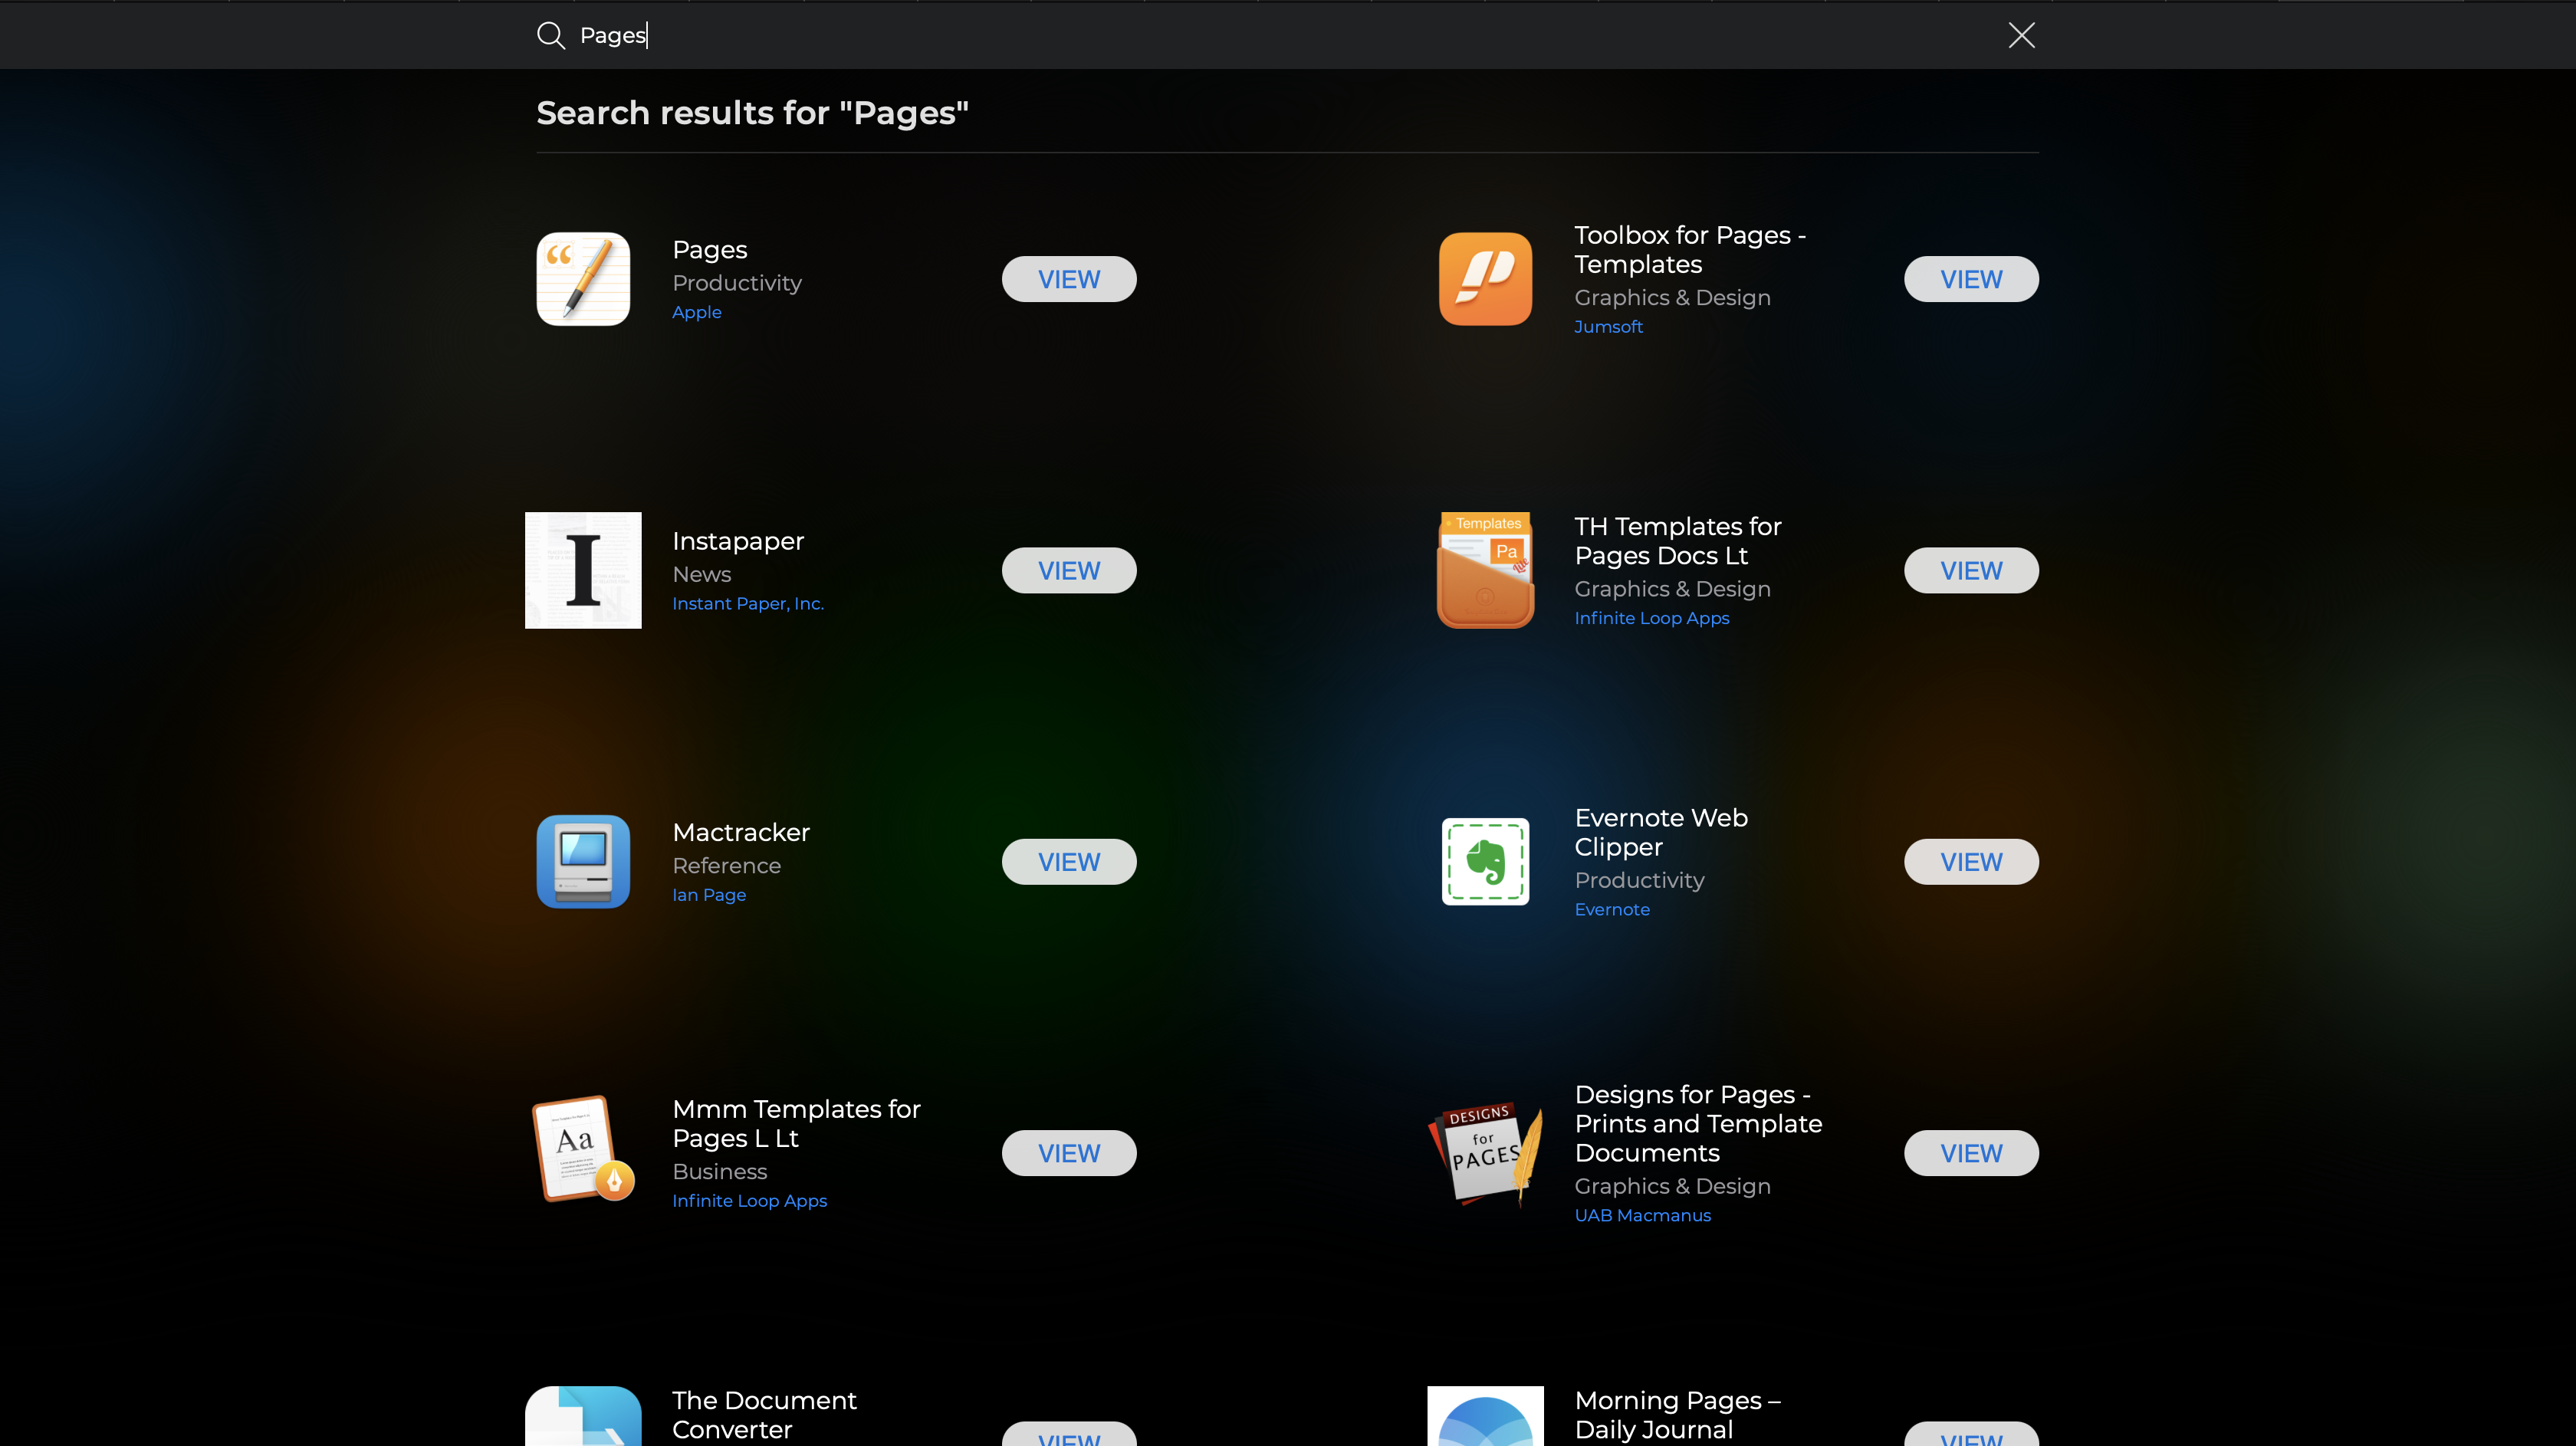 Pages
Search results for "Pages"
Pages
Productivity
Apple
VIEW
Toolbox for Pages -
Templates
Graphics & Design
Jumsoft
VIEW
I
Instapaper
News
Instant Paper, Inc.
VIEW
Templates
Pa
TH Templates for
Pages Docs Lt
Graphics & Design
Infinite Loop Apps
VIEW
Mactracker
Reference
Ian Page
VIEW
Evernote Web
Clipper
Productivity
Evernote
VIEW
Aa
Mmm Templates for
Pages L Lt
Business
Infinite Loop Apps
VIEW
DESIGNS
for
PAGES
Designs for Pages -
Prints and Template
Documents
Graphics & Design
UAB Macmanus
VIEW
The Document
Converter
VIEW
Morning Pages –
Daily Journal
VIEW